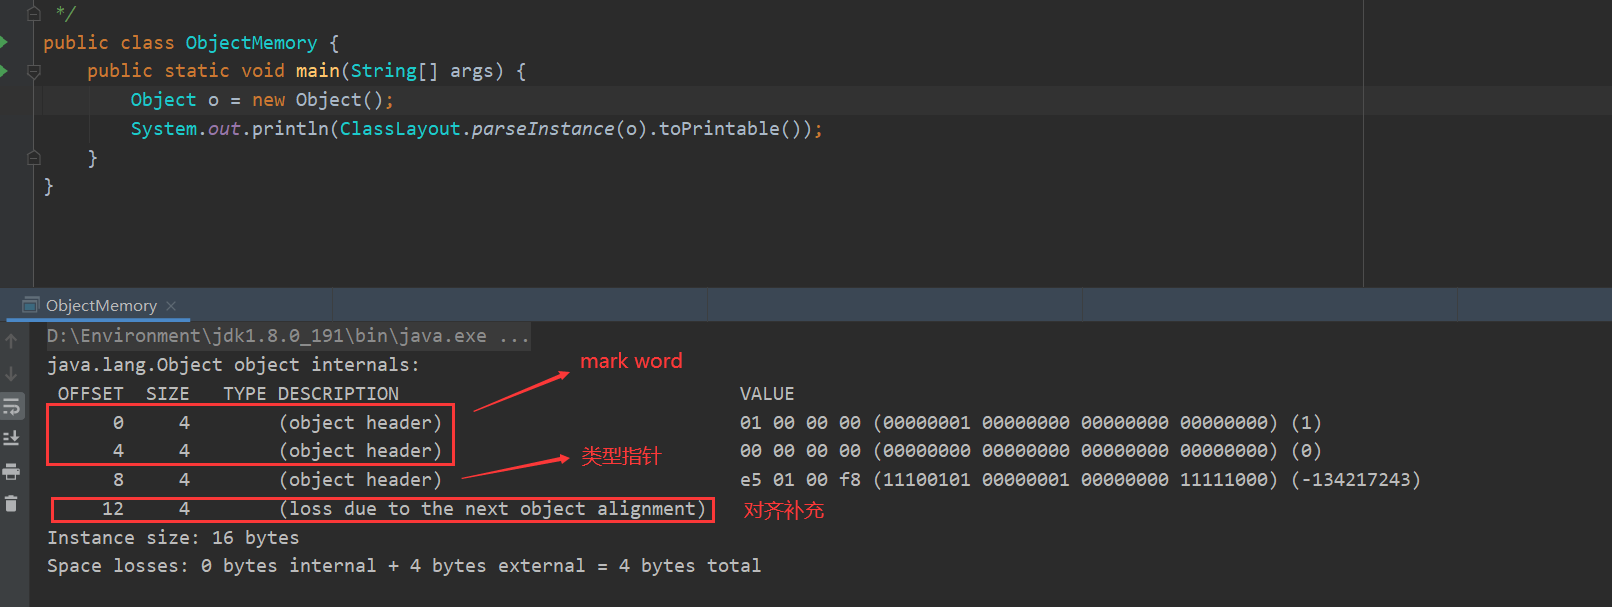 */
public class ObjectMemory {
public static void main(String[] args) {
Object o = new Object();
System.out.println(ClassLayout.parseInstance(o).toPrintable());
}
}
ObjectMemory ×
D:\Environment\jdk1.8.0_191\bin\java.exe ...
java.lang.Object object internals:
mark word
OFFSET SIZE TYPE DESCRIPTION VALUE
0 4 (object header) 01 00 00 00 (00000001 00000000 00000000 00000000) (1)
4 4 (object header) 00 00 00 00 (00000000 00000000 00000000 00000000) (0)
类型指针
8 4 (object header) e5 01 00 f8 (11100101 00000001 00000000 11111000) (-134217243)
12 4 (loss due to the next object alignment) 对齐补充
Instance size: 16 bytes
Space losses: 0 bytes internal + 4 bytes external = 4 bytes total